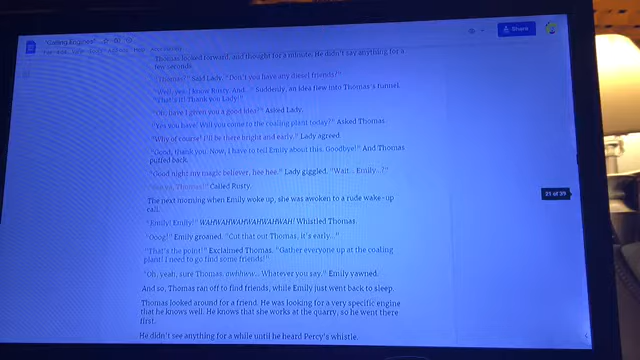 "Coaling Engines"
Share
Thomas looked forward, and thought for a minute. He didn't say anything for a
few seconds.
"Thomas?" Said Lady. "Don't you have any diesel friends?"
"Well, yes. I know Rusty. And..." Suddenly, an idea flew into Thomas's funnel.
"That's it! Thank you Lady!"
"Oh, have I given you a good idea?" Asked Lady.
"Yes you have! Will you come to the coaling plant today?" Asked Thomas.
"Why of course! I'll be there bright and early." Lady agreed.
"Good, thank you. Now, I have to tell Emily about this. Goodbye!" And Thomas
puffed back.
"Good night my magic believer, hee hee." Lady giggled. "Wait... Emily...?"
Thomas!" Called Rusty.
The next morning when Emily woke up, she was awoken to a rude wake-up
call.
"Emily! Emily!" WAHWAHWAHWAHWAHWAH! Whistled Thomas.
"Ooog!" Emily groaned. "Cut that out Thomas, it's early..."
"That's the point!" Exclaimed Thomas. "Gather everyone up at the coaling
plant! I need to go find some friends!"
"Oh, yeah, sure Thomas. Whatever you say." Emily yawned.
And so, Thomas ran off to find friends, while Emily just went back to sleep.
Thomas looked around for a friend. He was looking for a very specific engine
that he knows well. He knows that she works at the quarry, so he went there
first.
He didn't see anything for a while until he heard Percy's whistle.
21 of 39